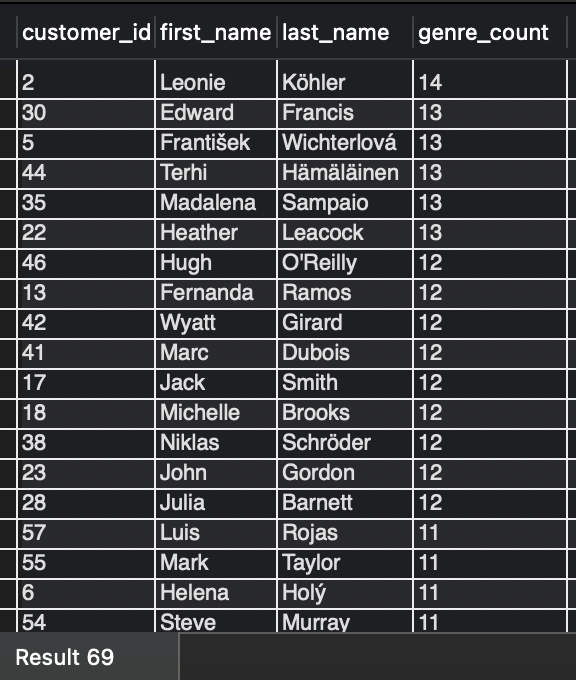 customer_id first_name last_name genre_count
2 Leonie Köhler 14
30 Edward Francis 13
5 František Wichterlová 13
44 Terhi Hämäläinen 13
35 Madalena Sampaio 13
22 Heather Leacock 13
46 Hugh O'Reilly 12
13 Fernanda Ramos 12
42 Wyatt Girard 12
41 Marc Dubois 12
17 Jack Smith 12
18 Michelle Brooks 12
38 Niklas Schröder 12
23 John Gordon 12
28 Julia Barnett 12
57 Luis Rojas 11
55 Mark Taylor 11
6 Helena Holý 11
54 Steve Murray 11
Result 69